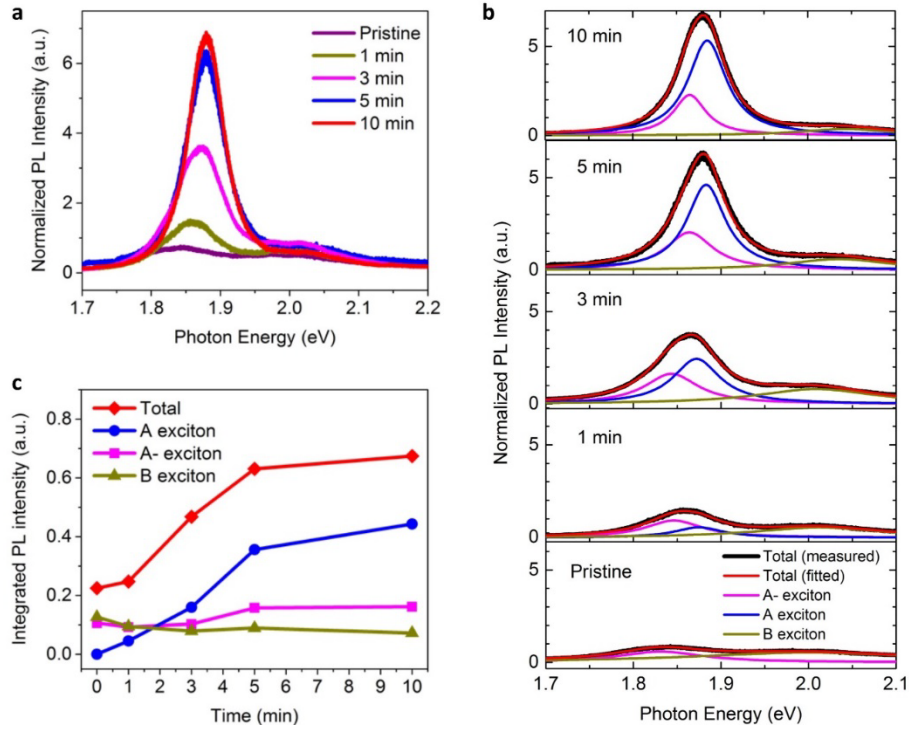 a
Normalized PL Intensity (a.u.)
6
4
2
0
Pristine
1 min
3 min
5 min
10 min
1.7 1.8 1.9 2.0 2.1 2.2
Photon Energy (eV)
c
Integrated PL intensity (a.u.)
0.8
0.6
0.4
0.2
0.0
Total
A exciton
A- exciton
B exciton
0 1 2 3 4 5 6 7 8 9 10
Time (min)
b
Normalized PL Intensity (a.u.)
10 min
5
0
5 min
5
0
3 min
5
0
1 min
5
0
Pristine
5
0
Total (measured)
Total (fitted)
A- exciton
A exciton
B exciton
1.7 1.8 1.9 2.0 2.1
Photon Energy (eV)